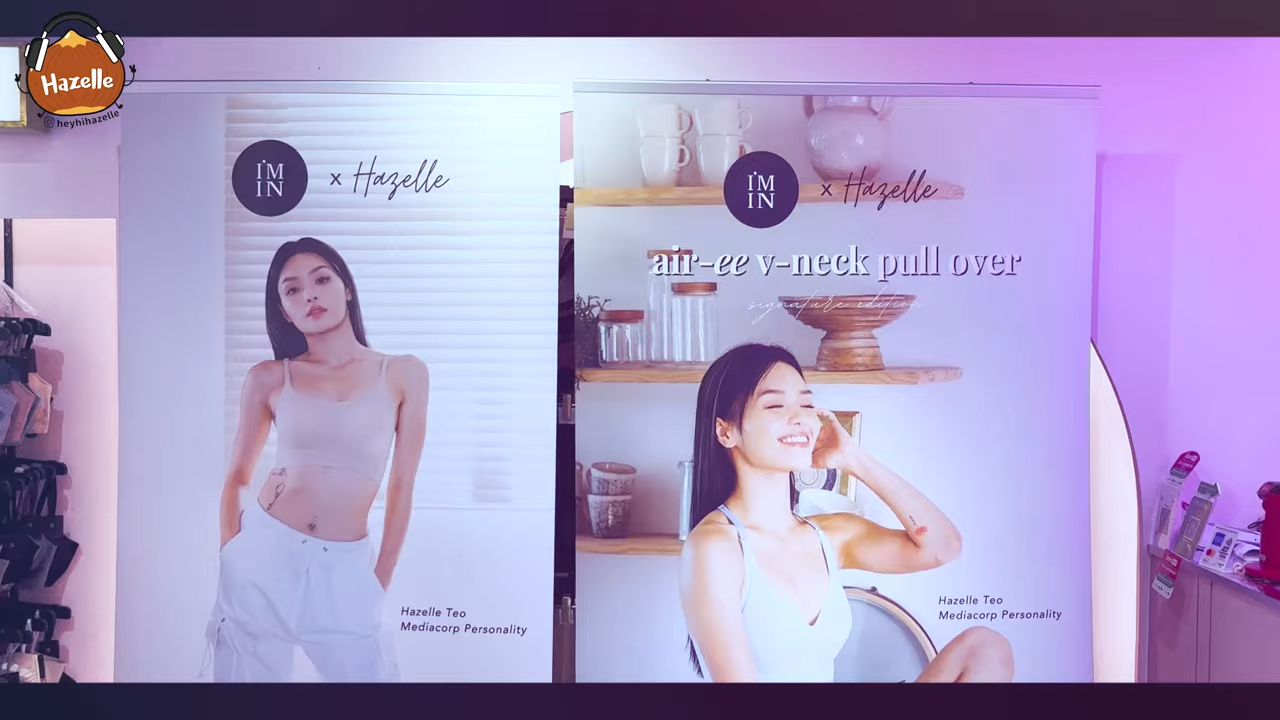 Hazelle
heyhihazelle
I'M
IN
x Hazelle
Hazelle Teo
Mediacorp Personality
I'M
IN
x Hazelle
air-ee v-neck pull over
signature edition
Hazelle Teo
Mediacorp Personality